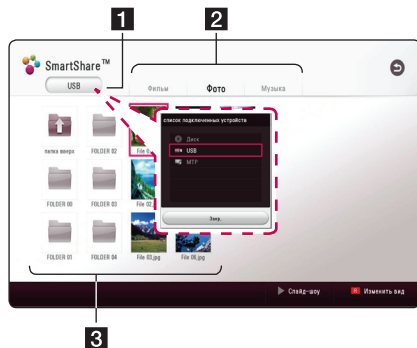 1
2
SmartShare™
USB
Фильм
Фото
Музыка
список подключенных устройств
Диск
USB
MTP
Закр.
папка вверх
FOLDER 02
FOLDER 00
FOLDER 03
File 02.
FOLDER 01
FOLDER 04
File 03.jpg
File 06.jpg
Слайд-шоу
Изменить вид
3